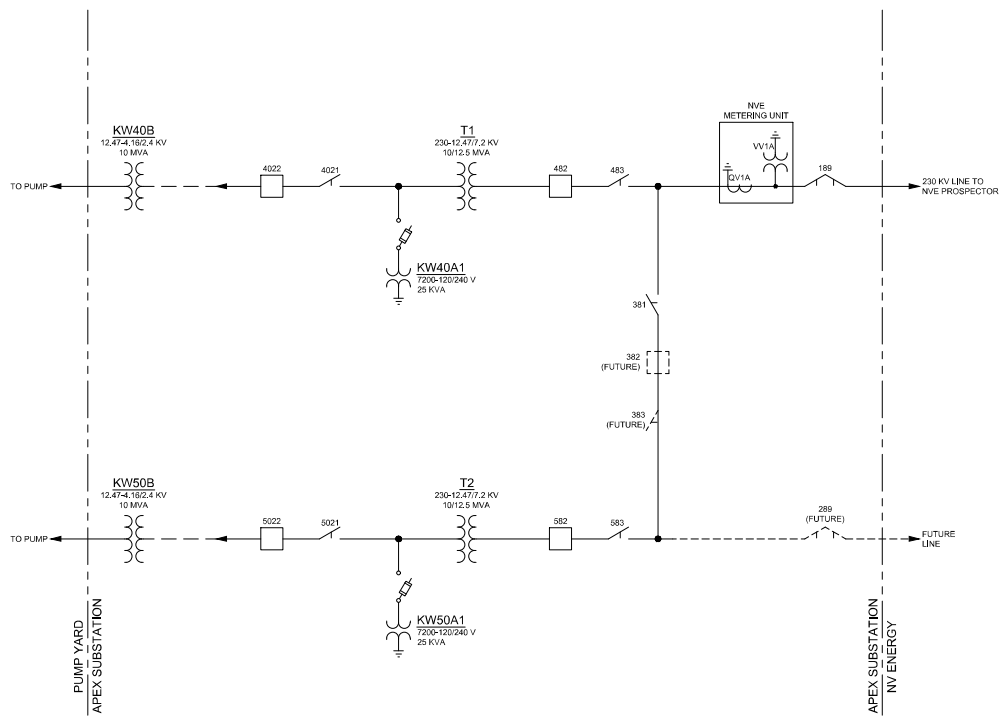 NVE
METERING UNIT
KW40B
12.47-4.16/2.4 KV
10 MVA
T1
230-12.47/7.2 KV
10/12.5 MVA
VV1A
4022
4021
482
483
QV1A
189
TO PUMP
230 KV LINE TO
NVE PROSPECTOR
KW40A1
7200-120/240 V
25 KVA
381
382
(FUTURE)
383
(FUTURE)
KW50B
12.47-4.16/2.4 KV
10 MVA
T2
230-12.47/7.2 KV
10/12.5 MVA
5022
5021
582
583
289
(FUTURE)
TO PUMP
FUTURE
LINE
KW50A1
7200-120/240 V
25 KVA
PUMP YARD
APEX SUBSTATION
APEX SUBSTATION
NV ENERGY